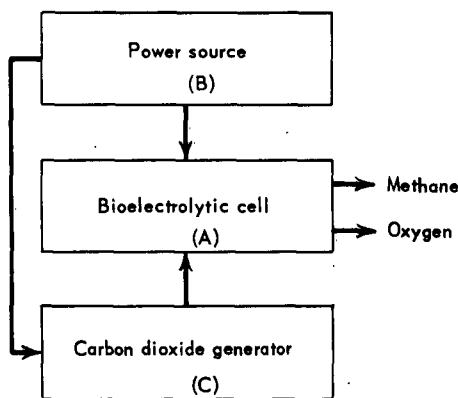 Power source
(B)
Bioelectrolytic cell
(A)
Methane
Oxygen
Carbon dioxide generator
(C)